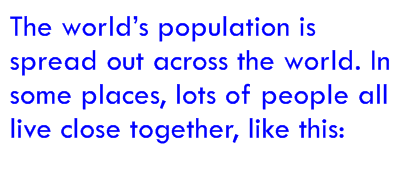 The world’s population is
spread out across the world. In
some places, lots of people all
live close together, like this: